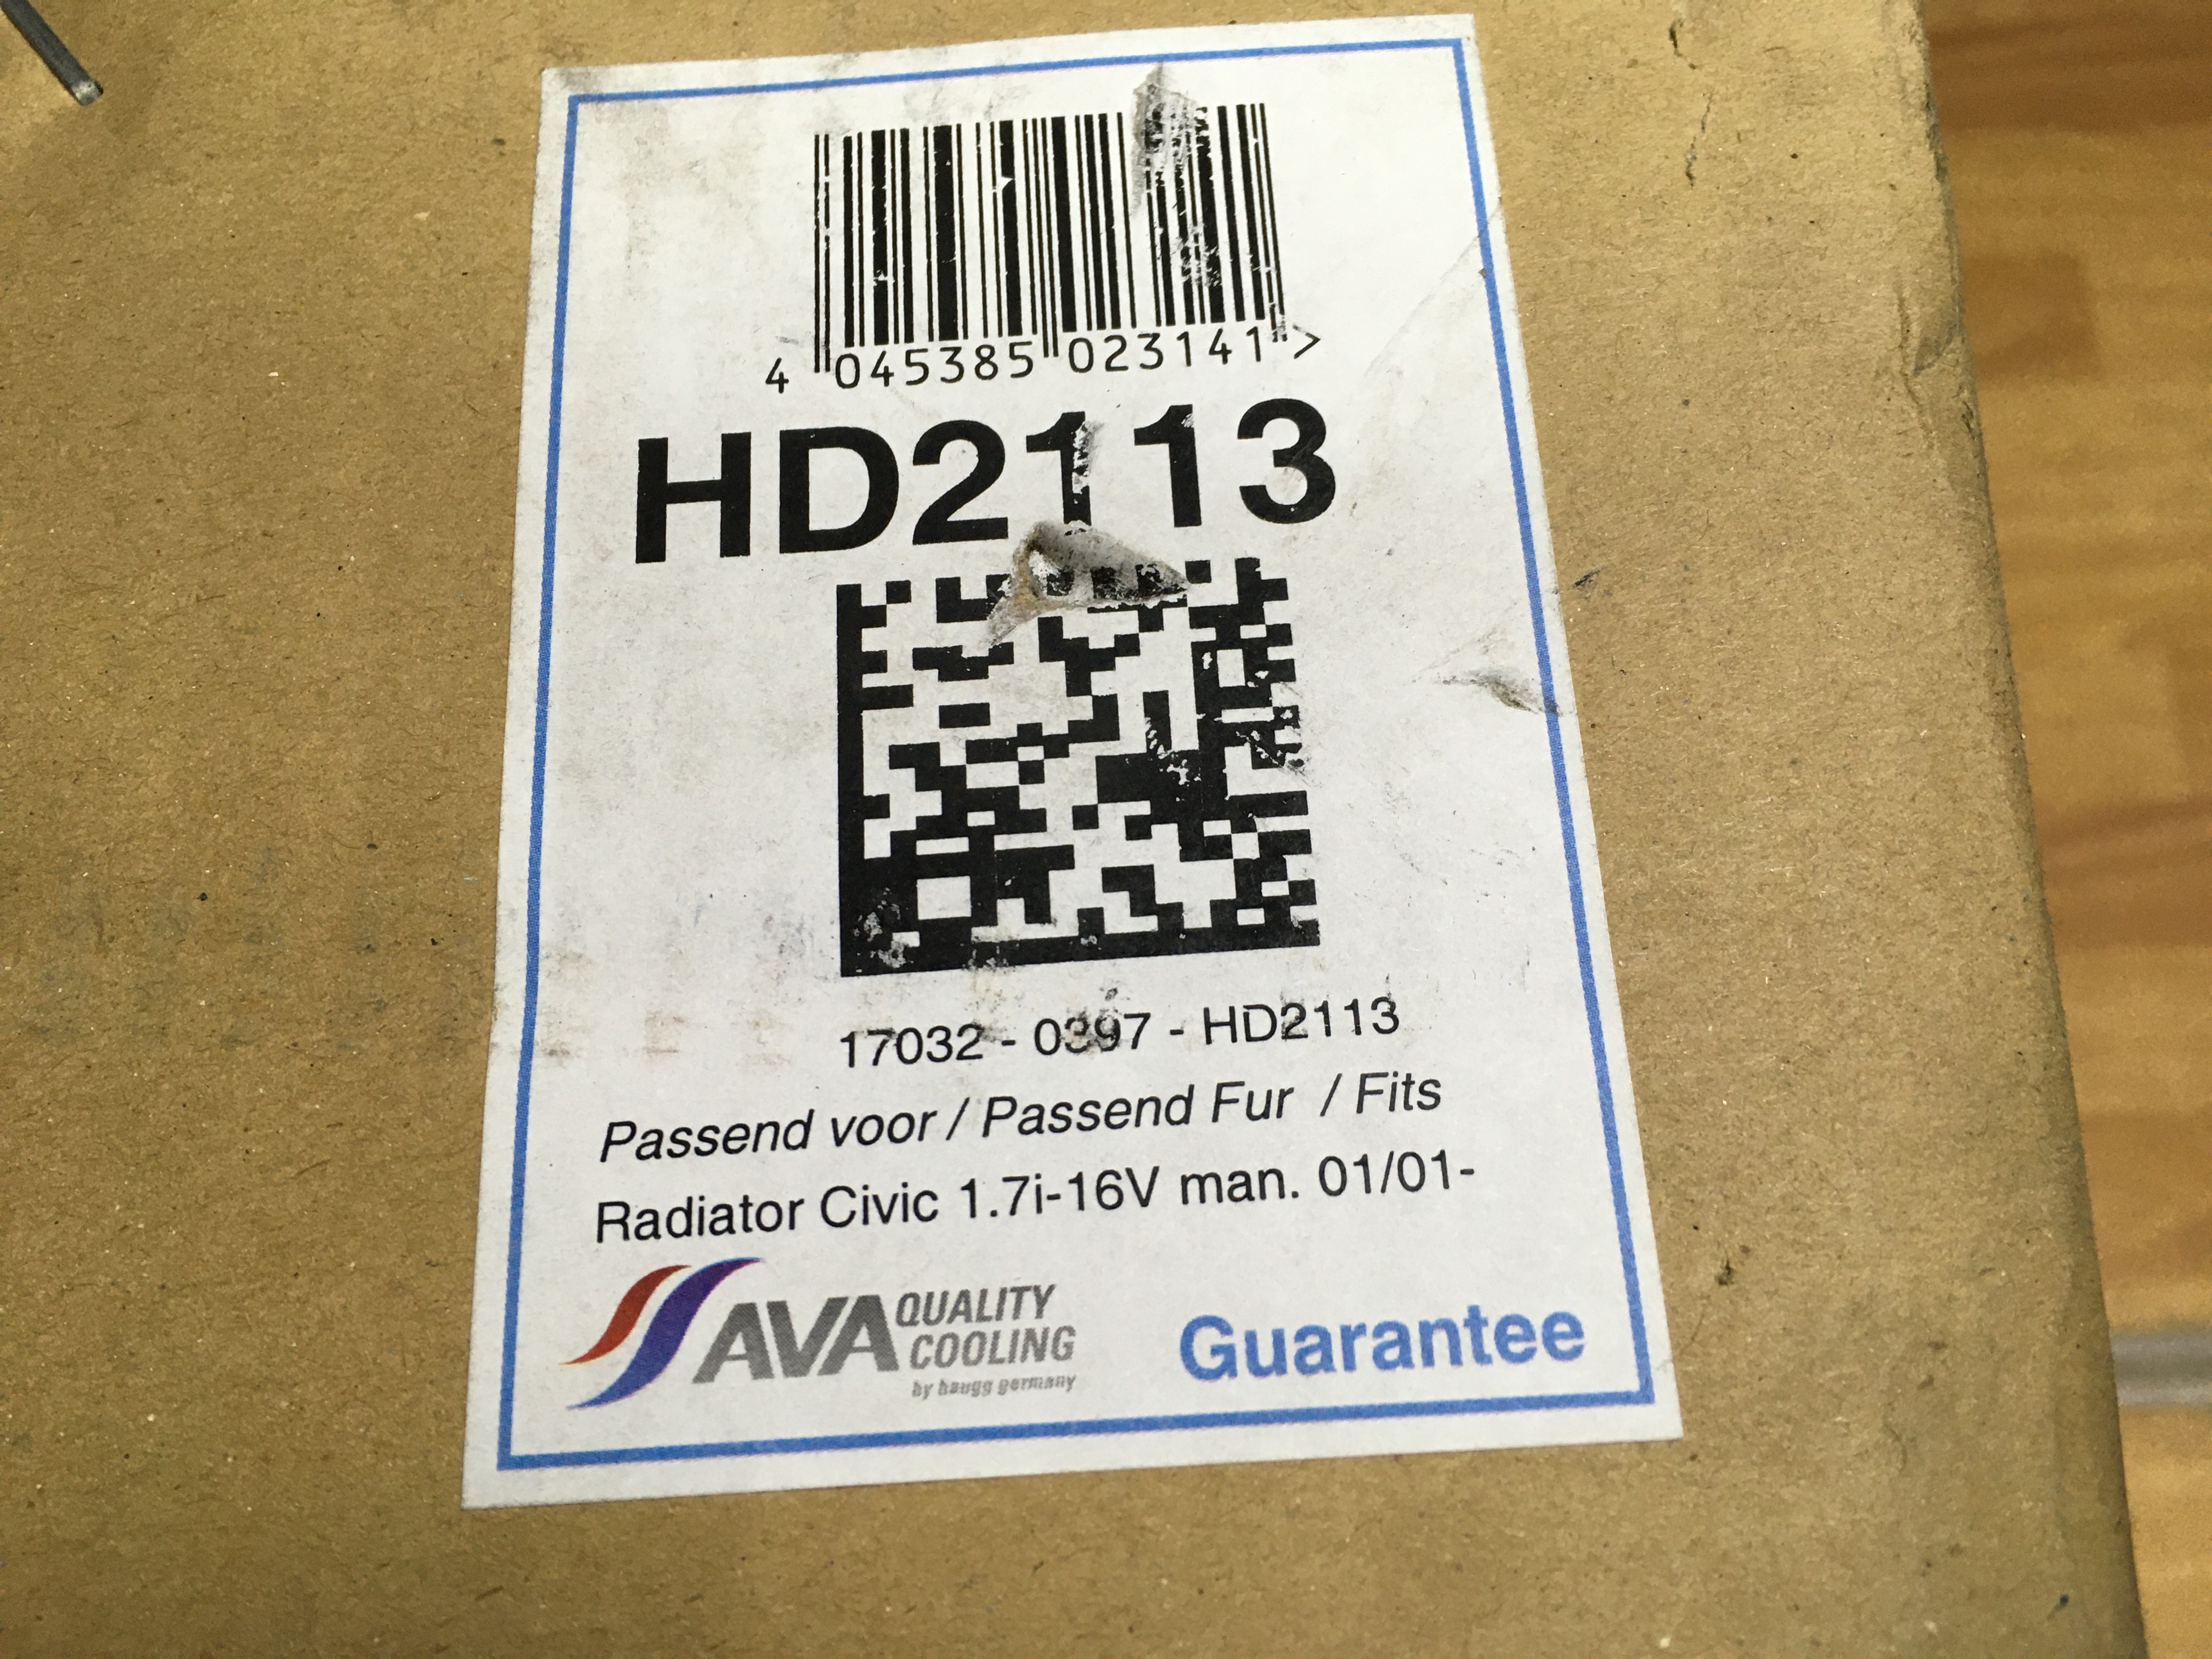 4 045385 023141 >
HD2113
17032 - 0397 - HD2113
Passend voor / Passend Fur / Fits
Radiator Civic 1.7i-16V man. 01/01-
AVA QUALITY
COOLING
by haugg germany
Guarantee